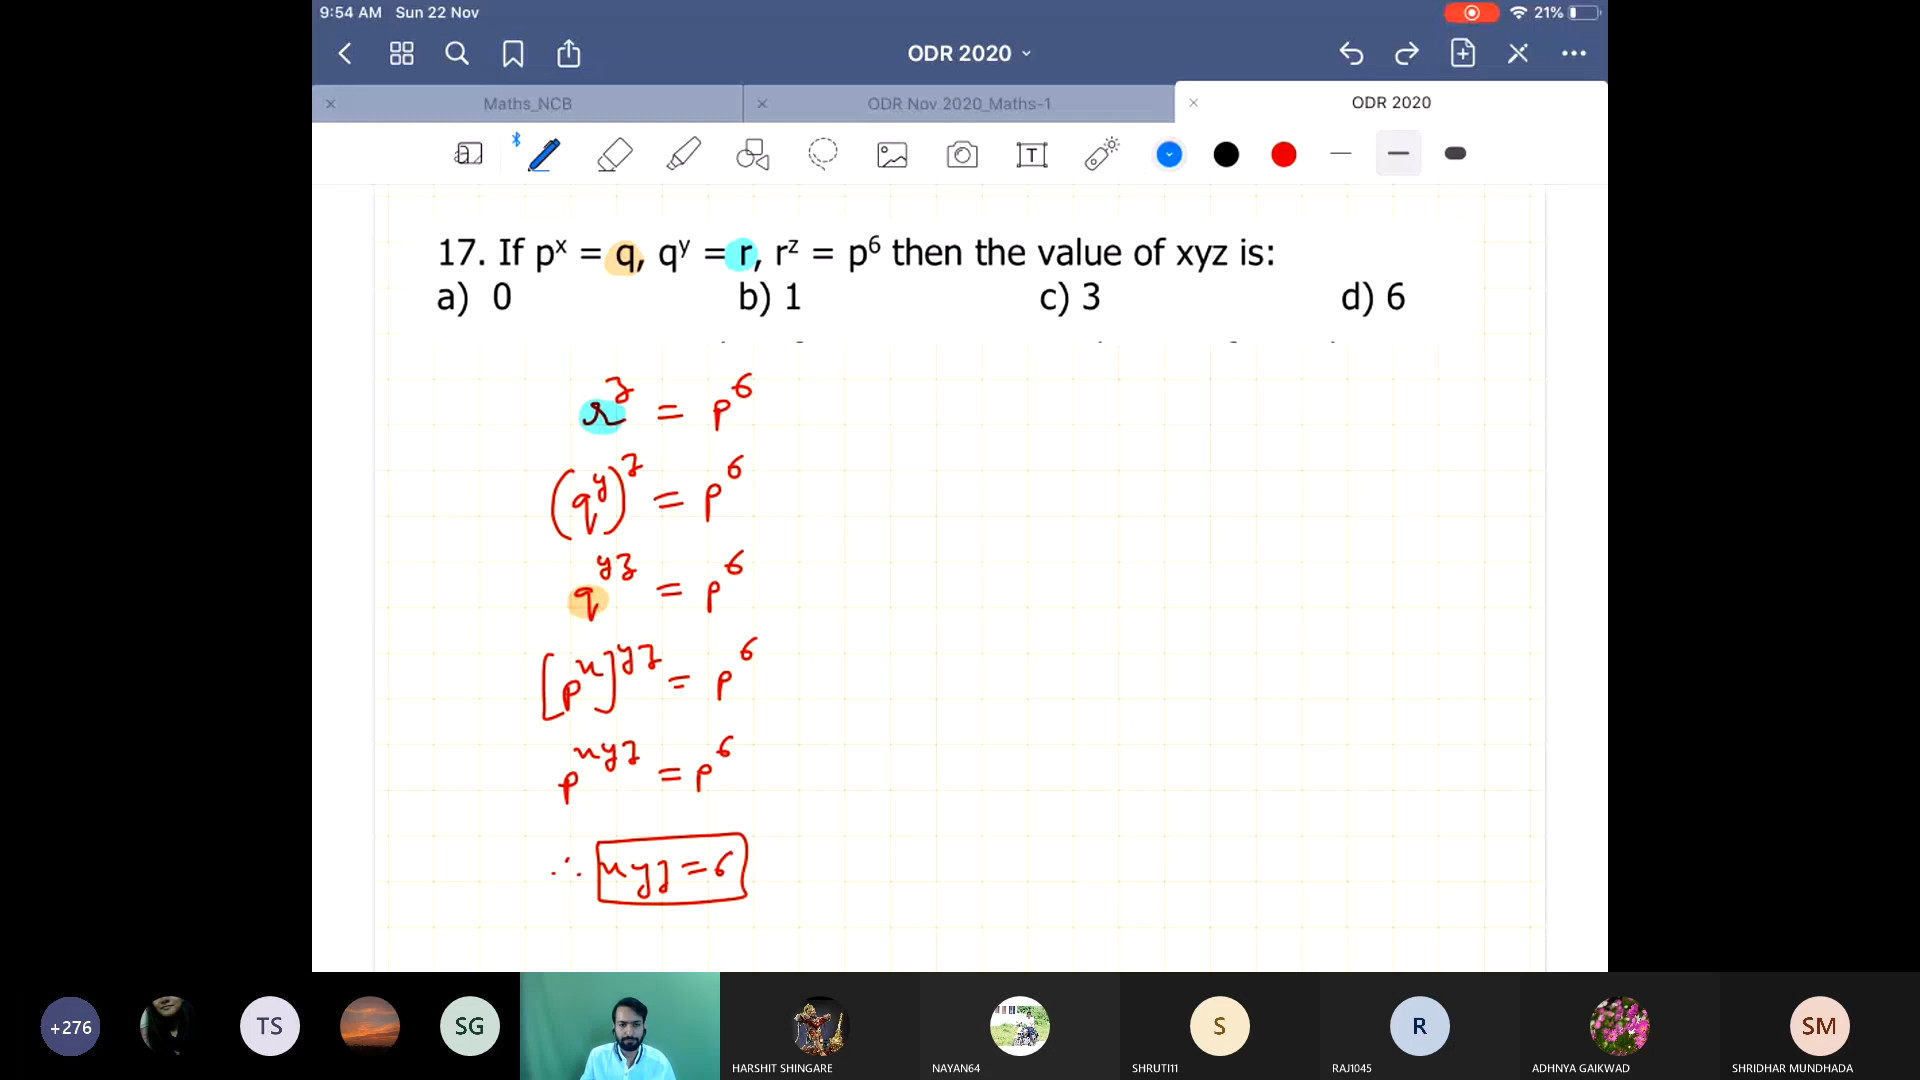 9:54 AM Sun 22 Nov
21%
ODR 2020
Maths_NCB
ODR Nov 2020_Maths-1
ODR 2020
17. If pˣ = q, qʸ = r, rᶻ = p⁶ then the value of xyz is:
a) 0 b) 1 c) 3 d) 6
rᶻ = p⁶
(qʸ)ᶻ = p⁶
qʸᶻ = p⁶
[pˣ]ʸᶻ = p⁶
pˣʸᶻ = p⁶
∴ xyz = 6
+276
TS
SG
S
R
SM
HARSHIT SHINGARE
NAYAN64
SHRUTI11
RAJ1045
ADHNYA GAIKWAD
SHRIDHAR MUNDHADA